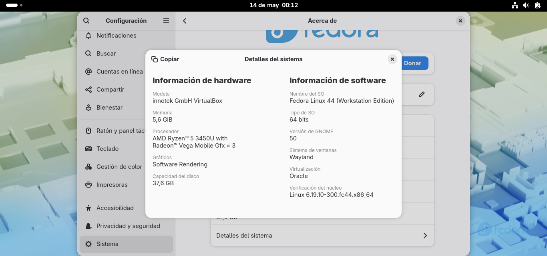 14 de may 00:12
Configuración
Acerca de
Notificaciones
Buscar
Cuentas en línea
Compartir
Bienestar
Ratón y panel tác
Teclado
Gestión de color
Impresoras
Accesibilidad
Privacidad y seguridad
Sistema
fedora
Donar
Copiar
Detalles del sistema
Información de hardware
Modelo
innotek GmbH VirtualBox
Memoria
5,6 GiB
Procesador
AMD Ryzen™ 5 3450U with
Radeon™ Vega Mobile Gfx × 3
Gráficos
Software Rendering
Capacidad del disco
37,6 GB
Información de software
Nombre del SO
Fedora Linux 44 (Workstation Edition)
Tipo de SO
64 bits
Versión de GNOME
50
Sistema de ventanas
Wayland
Virtualización
Oracle
Linux 6.19.10-300.fc44.x86_64
Detalles del sistema